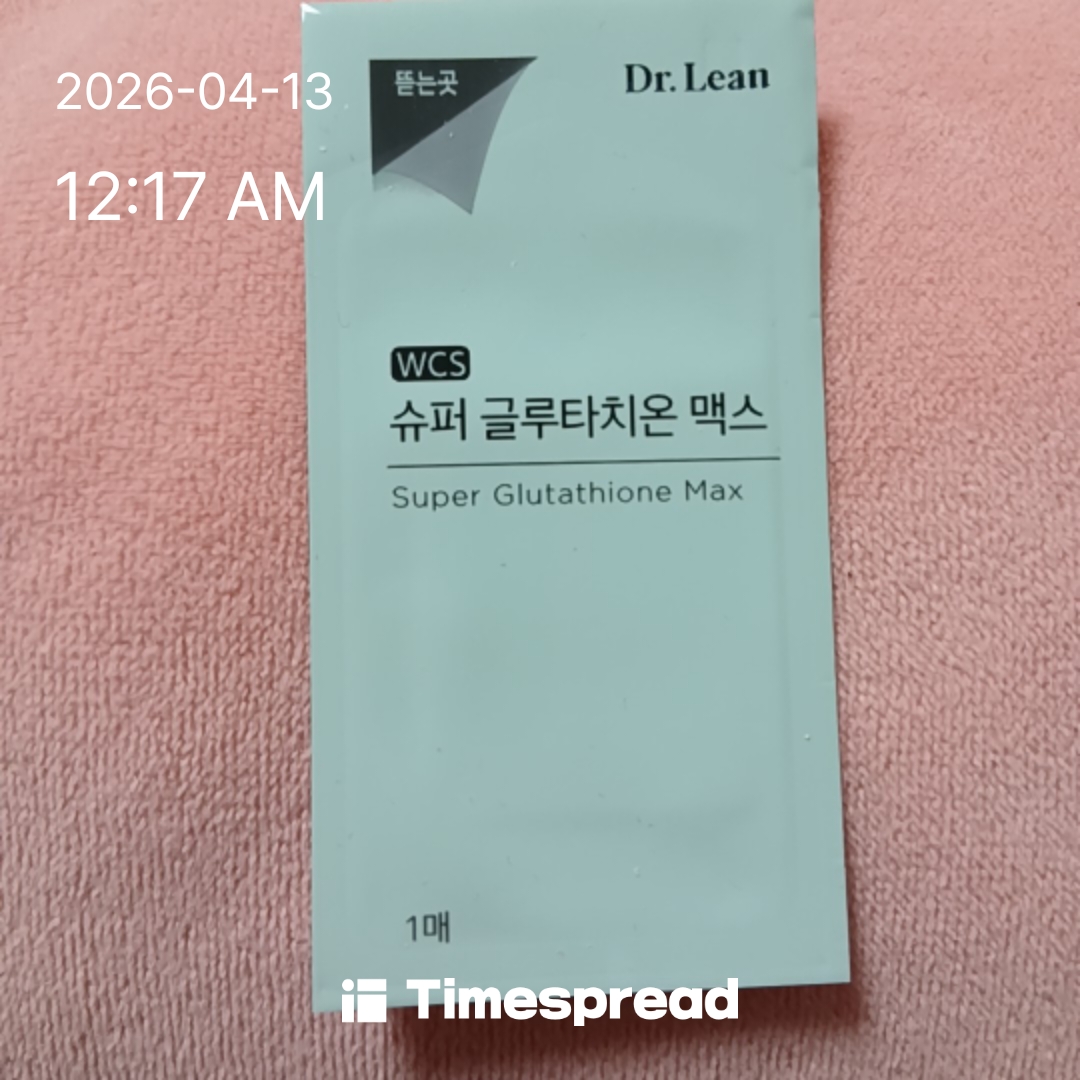 2026-04-13
12:17 AM
뜯는곳
Dr. Lean
WCS
슈퍼 글루타치온 맥스
Super Glutathione Max
1매
Timespread